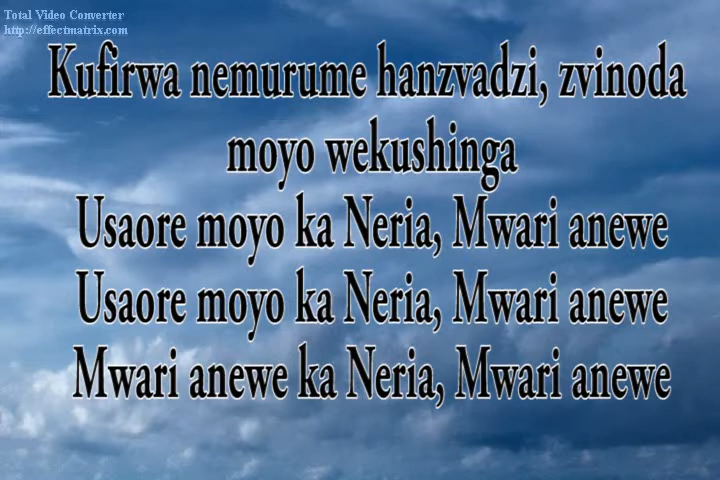 Total Video Converter
http://effectmatrix.com
Kufirwa nemurume hanzvadzi, zvinoda
moyo wekushinga
Usaore moyo ka Neria, Mwari anewe
Usaore moyo ka Neria, Mwari anewe
Mwari anewe ka Neria, Mwari anewe